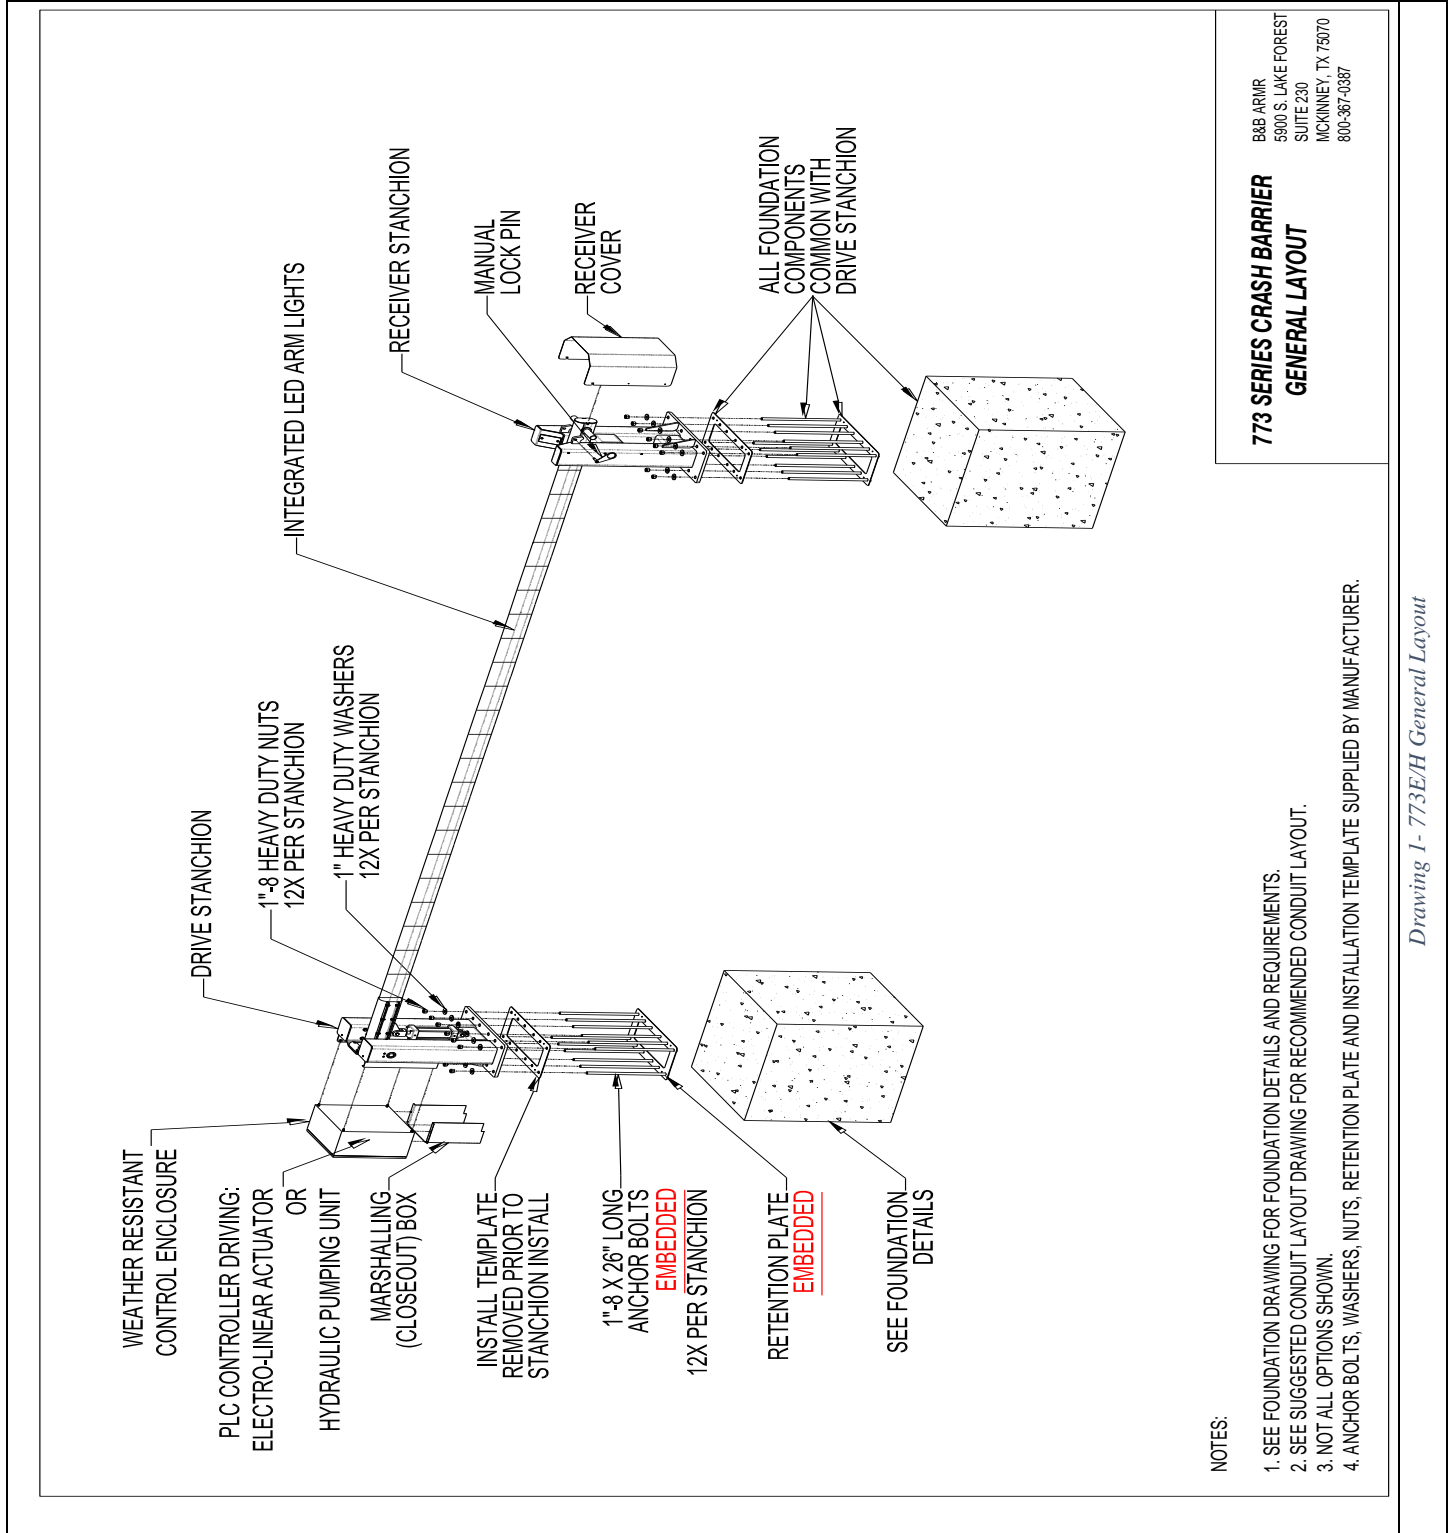 WEATHER RESISTANT
CONTROL ENCLOSURE
PLC CONTROLLER DRIVING:
ELECTRO-LINEAR ACTUATOR
OR
HYDRAULIC PUMPING UNIT
MARSHALLING
(CLOSEOUT) BOX
INSTALL TEMPLATE
REMOVED PRIOR TO
STANCHION INSTALL
1"-8 X 26" LONG
ANCHOR BOLTS
EMBEDDED
12X PER STANCHION
RETENTION PLATE
EMBEDDED
SEE FOUNDATION
DETAILS
DRIVE STANCHION
1"-8 HEAVY DUTY NUTS
12X PER STANCHION
1" HEAVY DUTY WASHERS
12X PER STANCHION
INTEGRATED LED ARM LIGHTS
RECEIVER STANCHION
MANUAL
LOCK PIN
RECEIVER
COVER
ALL FOUNDATION
COMPONENTS
COMMON WITH
DRIVE STANCHION
NOTES:
1. SEE FOUNDATION DRAWING FOR FOUNDATION DETAILS AND REQUIREMENTS.
2. SEE SUGGESTED CONDUIT LAYOUT DRAWING FOR RECOMMENDED CONDUIT LAYOUT.
3. NOT ALL OPTIONS SHOWN.
4. ANCHOR BOLTS, WASHERS, NUTS, RETENTION PLATE AND INSTALLATION TEMPLATE SUPPLIED BY MANUFACTURER.
773 SERIES CRASH BARRIER
GENERAL LAYOUT
B&B ARMR
5900 S. LAKE FOREST
SUITE 230
MCKINNEY, TX 75070
800-367-0387
Drawing 1- 773E/H General Layout